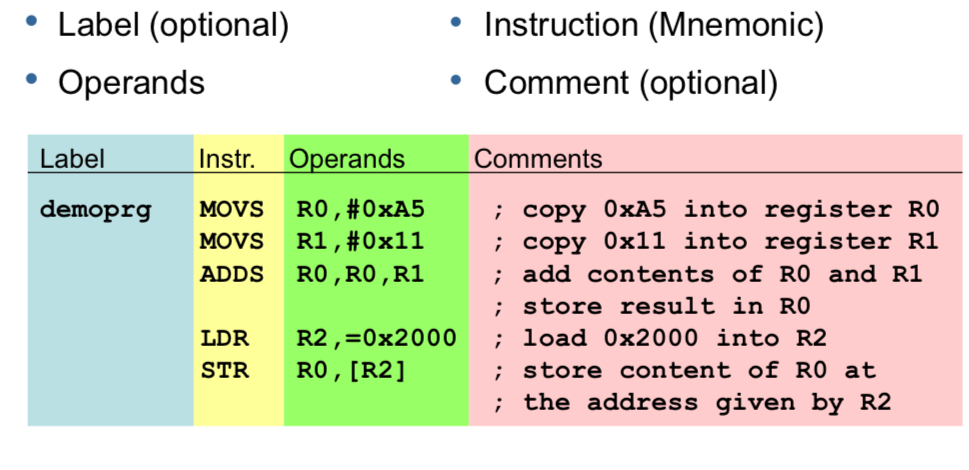 • Label (optional) • Instruction (Mnemonic)
• Operands • Comment (optional)
Label Instr. Operands Comments
demoprg MOVS R0,#0xA5 ; copy 0xA5 into register R0
MOVS R1,#0x11 ; copy 0x11 into register R1
ADDS R0,R0,R1 ; add contents of R0 and R1
; store result in R0
LDR R2,=0x2000 ; load 0x2000 into R2
STR R0,[R2] ; store content of R0 at
; the address given by R2